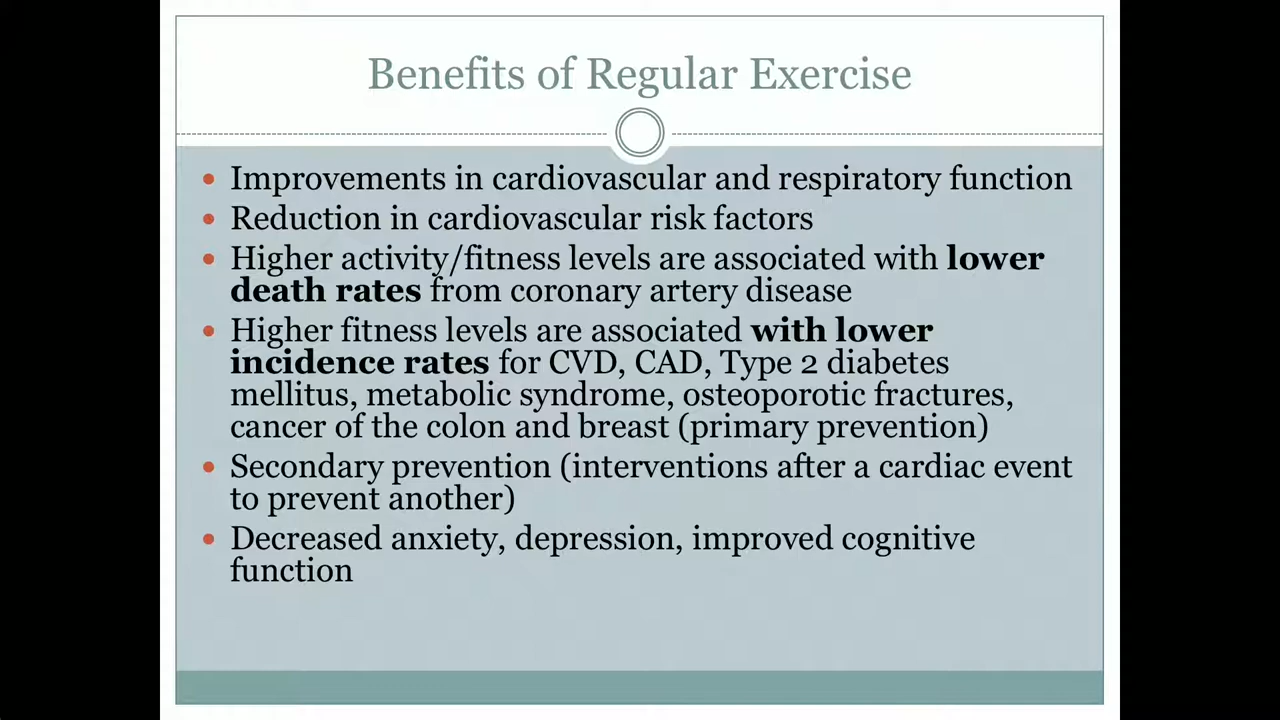 Benefits of Regular Exercise
• Improvements in cardiovascular and respiratory function
• Reduction in cardiovascular risk factors
• Higher activity/fitness levels are associated with lower
death rates from coronary artery disease
• Higher fitness levels are associated with lower
incidence rates for CVD, CAD, Type 2 diabetes
mellitus, metabolic syndrome, osteoporotic fractures,
cancer of the colon and breast (primary prevention)
• Secondary prevention (interventions after a cardiac event
to prevent another)
• Decreased anxiety, depression, improved cognitive
function